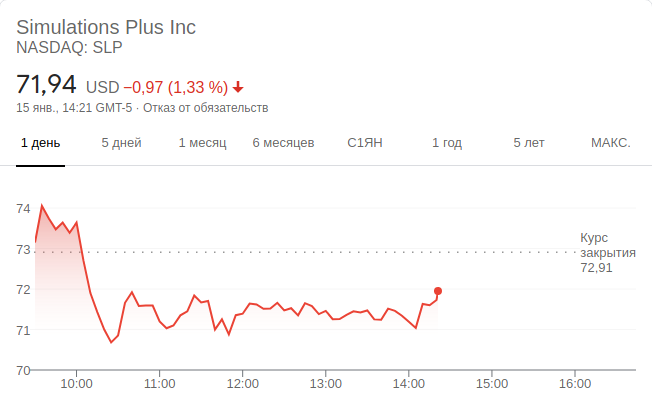 Simulations Plus Inc
NASDAQ: SLP
71,94 USD −0,97 (1,33 %)
15 янв., 14:21 GMT-5 · Отказ от обязательств
1 день 5 дней 1 месяц 6 месяцев С1ЯН 1 год 5 лет МАКС.
74
73
72
71
70
Курс
закрытия
72,91
10:00 11:00 12:00 13:00 14:00 15:00 16:00